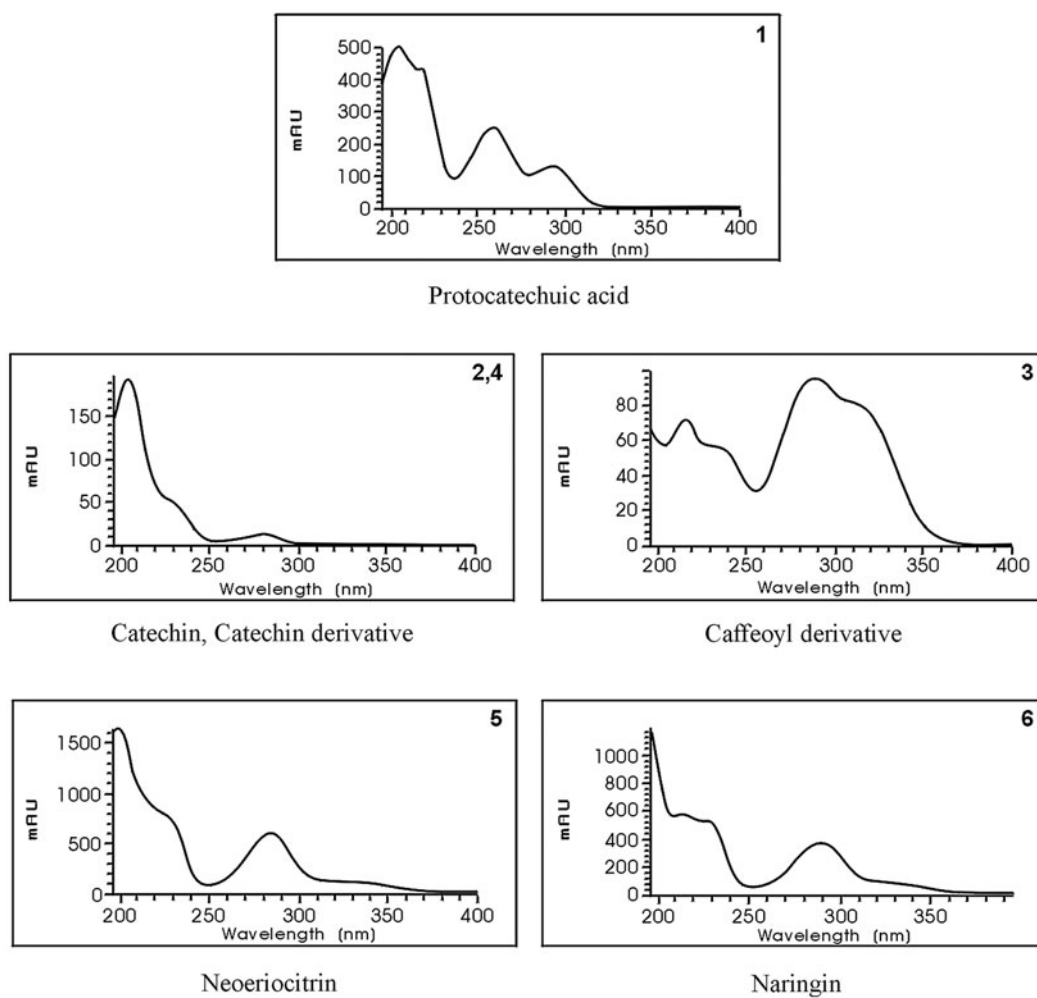 1
500
400
300
200
100
0
mAU
200 250 300 350 400
Wavelength (nm)
Protocatechuic acid
2,4
150
100
50
0
mAU
200 250 300 350 400
Wavelength (nm)
Catechin, Catechin derivative
3
80
60
40
20
0
mAU
200 250 300 350 400
Wavelength (nm)
Caffeoyl derivative
5
1500
1000
500
0
mAU
200 250 300 350 400
Wavelength (nm)
Neoeriocitrin
6
1000
800
600
400
200
0
mAU
200 250 300 350
Wavelength (nm)
Naringin